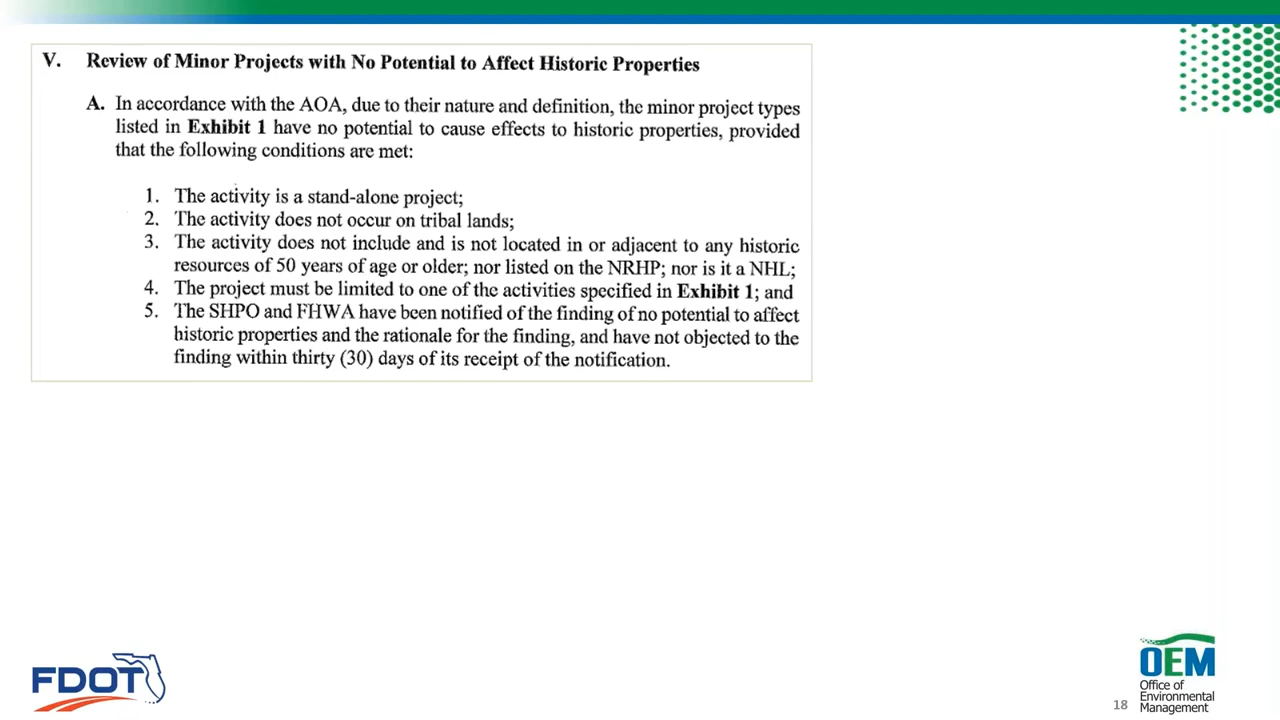 V. Review of Minor Projects with No Potential to Affect Historic Properties
A. In accordance with the AOA, due to their nature and definition, the minor project types
listed in Exhibit 1 have no potential to cause effects to historic properties, provided
that the following conditions are met:
1. The activity is a stand-alone project;
2. The activity does not occur on tribal lands;
3. The activity does not include and is not located in or adjacent to any historic
resources of 50 years of age or older; nor listed on the NRHP; nor is it a NHL;
4. The project must be limited to one of the activities specified in Exhibit 1; and
5. The SHPO and FHWA have been notified of the finding of no potential to affect
historic properties and the rationale for the finding, and have not objected to the
finding within thirty (30) days of its receipt of the notification.
FDOT
18
OEM
Office of
Environmental
Management